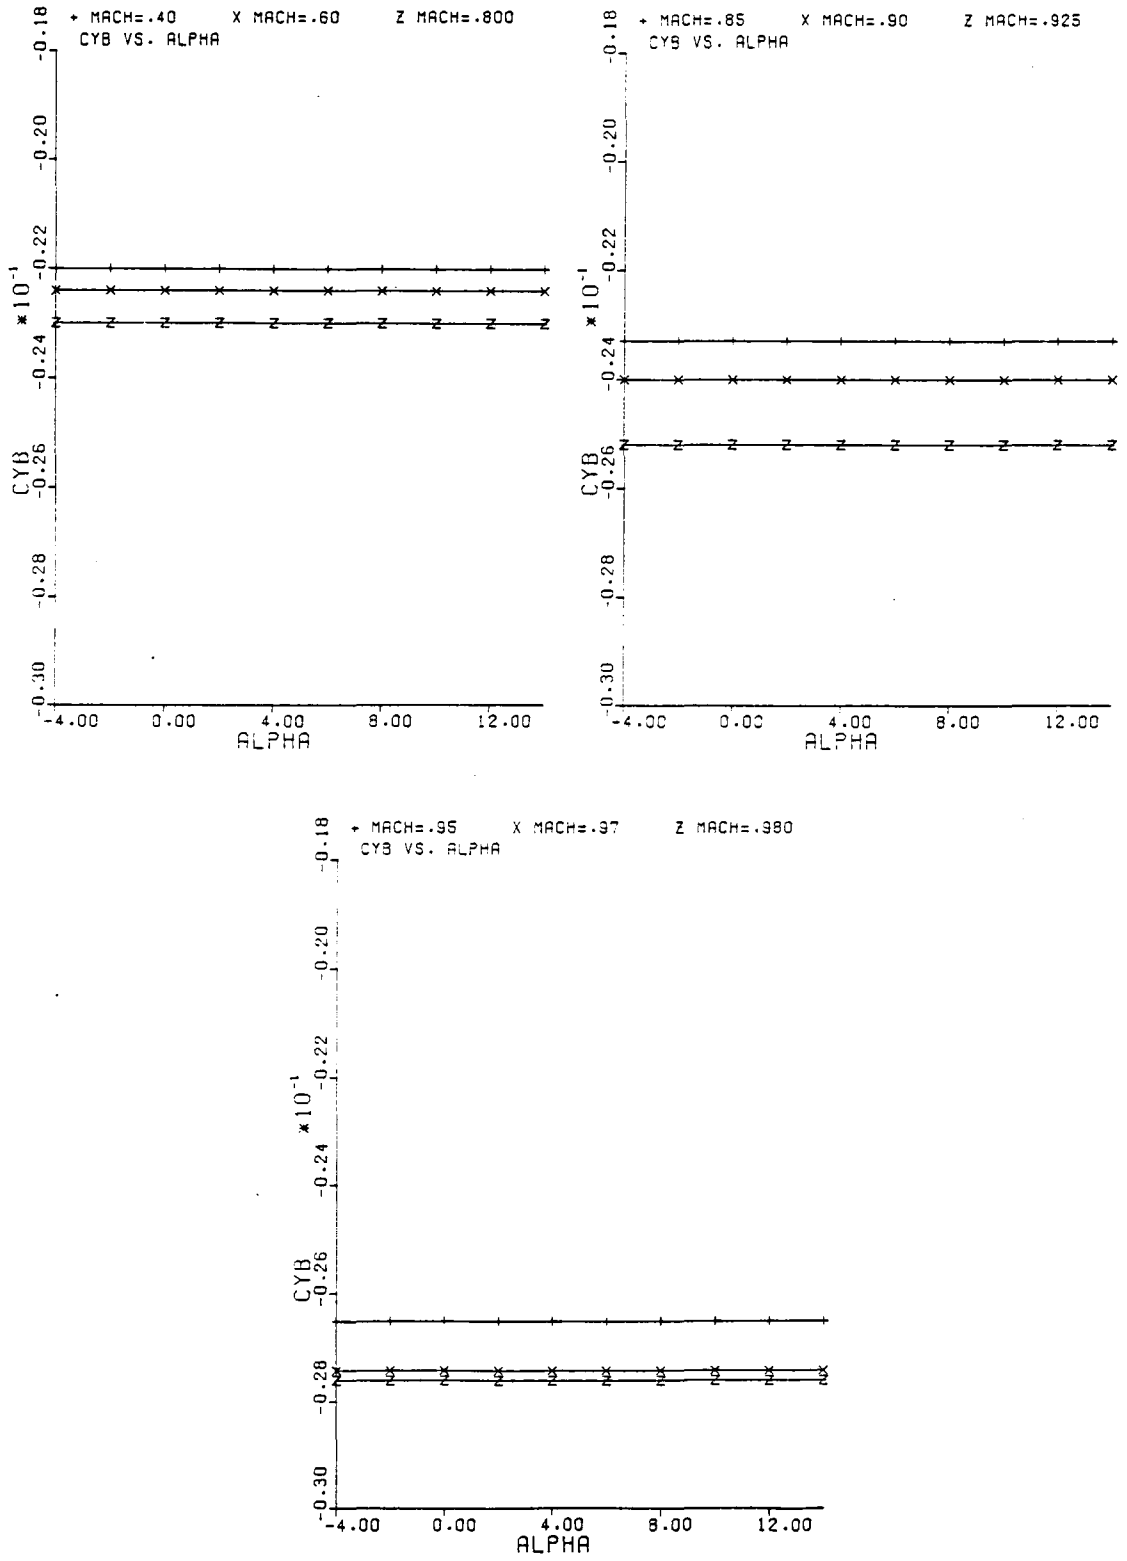 + MACH=.40 X MACH=.60 Z MACH=.800
CYB VS. ALPHA
-0.18
-0.20
-0.22
-0.24
-0.26
-0.28
-0.30
CYB *10⁻¹
-4.00 0.00 4.00 8.00 12.00
ALPHA
+ MACH=.85 X MACH=.90 Z MACH=.925
CYB VS. ALPHA
-0.18
-0.20
-0.22
-0.24
-0.26
-0.28
-0.30
CYB *10⁻¹
-4.00 0.00 4.00 8.00 12.00
ALPHA
+ MACH=.95 X MACH=.97 Z MACH=.980
CYB VS. ALPHA
-0.18
-0.20
-0.22
-0.24
-0.26
-0.28
-0.30
CYB *10⁻¹
-4.00 0.00 4.00 8.00 12.00
ALPHA